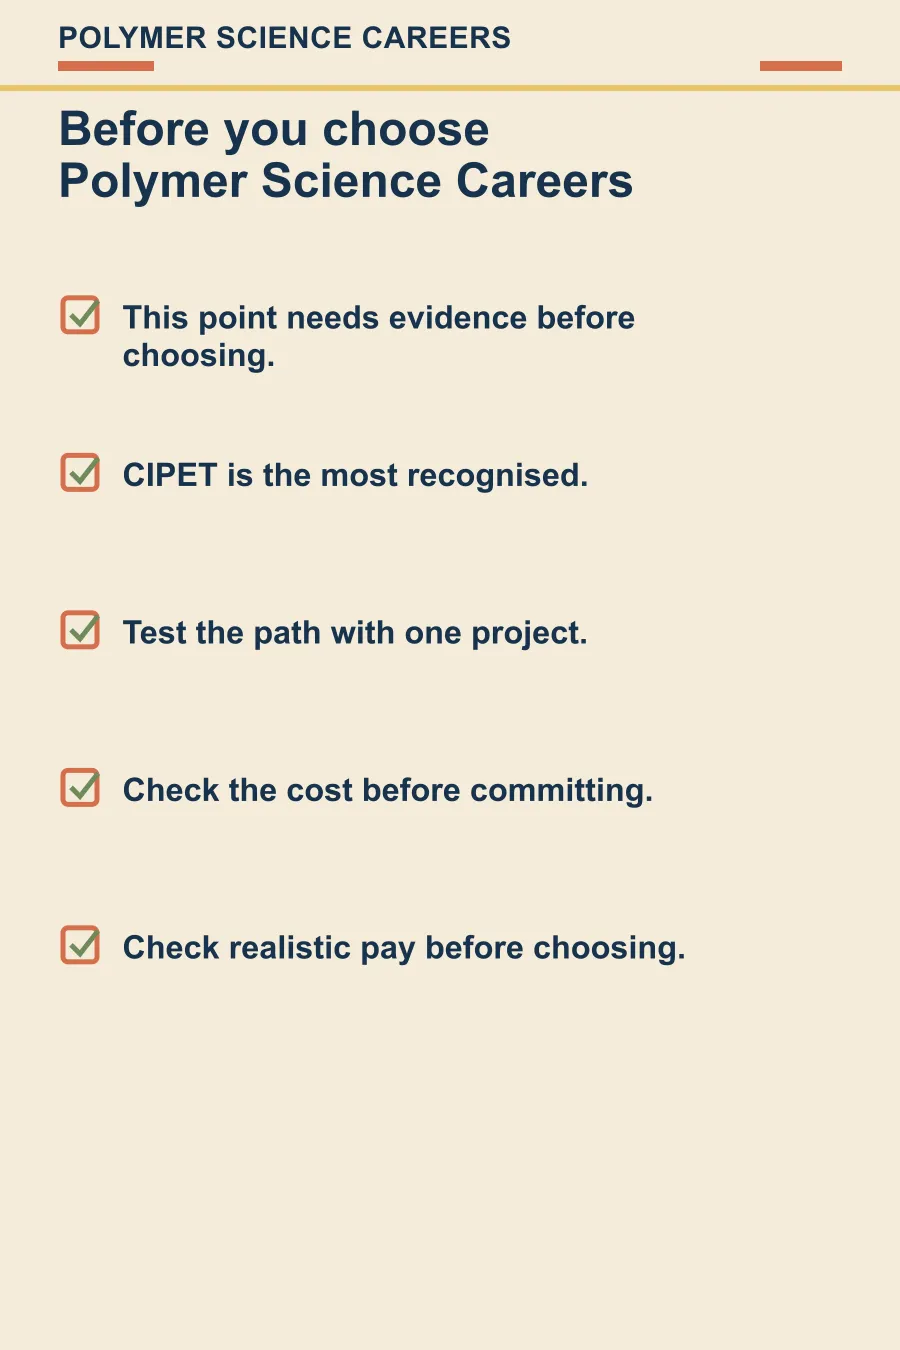 POLYMER SCIENCE CAREERS
Before you choose
Polymer Science Careers
This point needs evidence before
choosing.
CIPET is the most recognised.
Test the path with one project.
Check the cost before committing.
Check realistic pay before choosing.